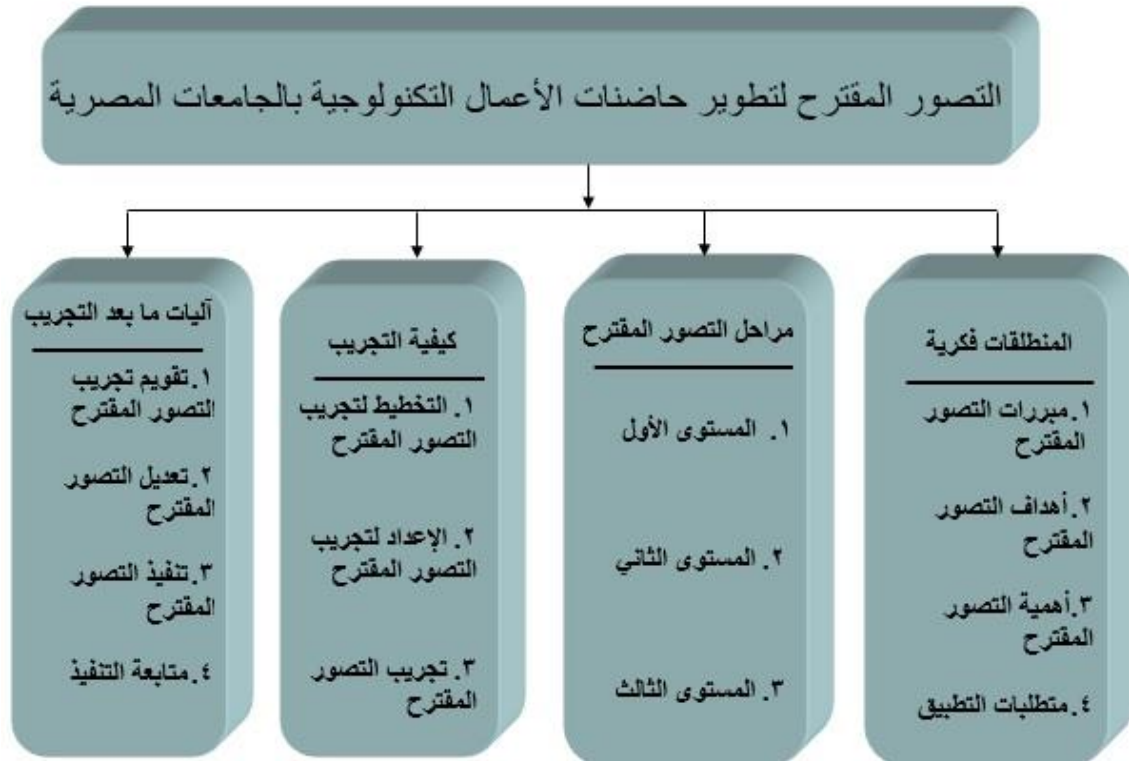 التصور المقترح لتطوير حاضنات الأعمال التكنولوجية بالجامعات المصرية
المنطلقات فكرية
١.مبررات التصور
المقترح
٢.أهداف التصور
المقترح
٣.أهمية التصور
المقترح
٤.متطلبات التطبيق
مراحل التصور المقترح
١. المستوى الأول
٢. المستوى الثاني
٣. المستوى الثالث
كيفية التجريب
١. التخطيط لتجريب
التصور المقترح
٢. الإعداد لتجريب
التصور المقترح
٣. تجريب التصور
المقترح
آليات ما بعد التجريب
١.تقويم تجريب
التصور المقترح
٢.تعديل التصور
المقترح
٣.تنفيذ التصور
المقترح
٤.متابعة التنفيذ